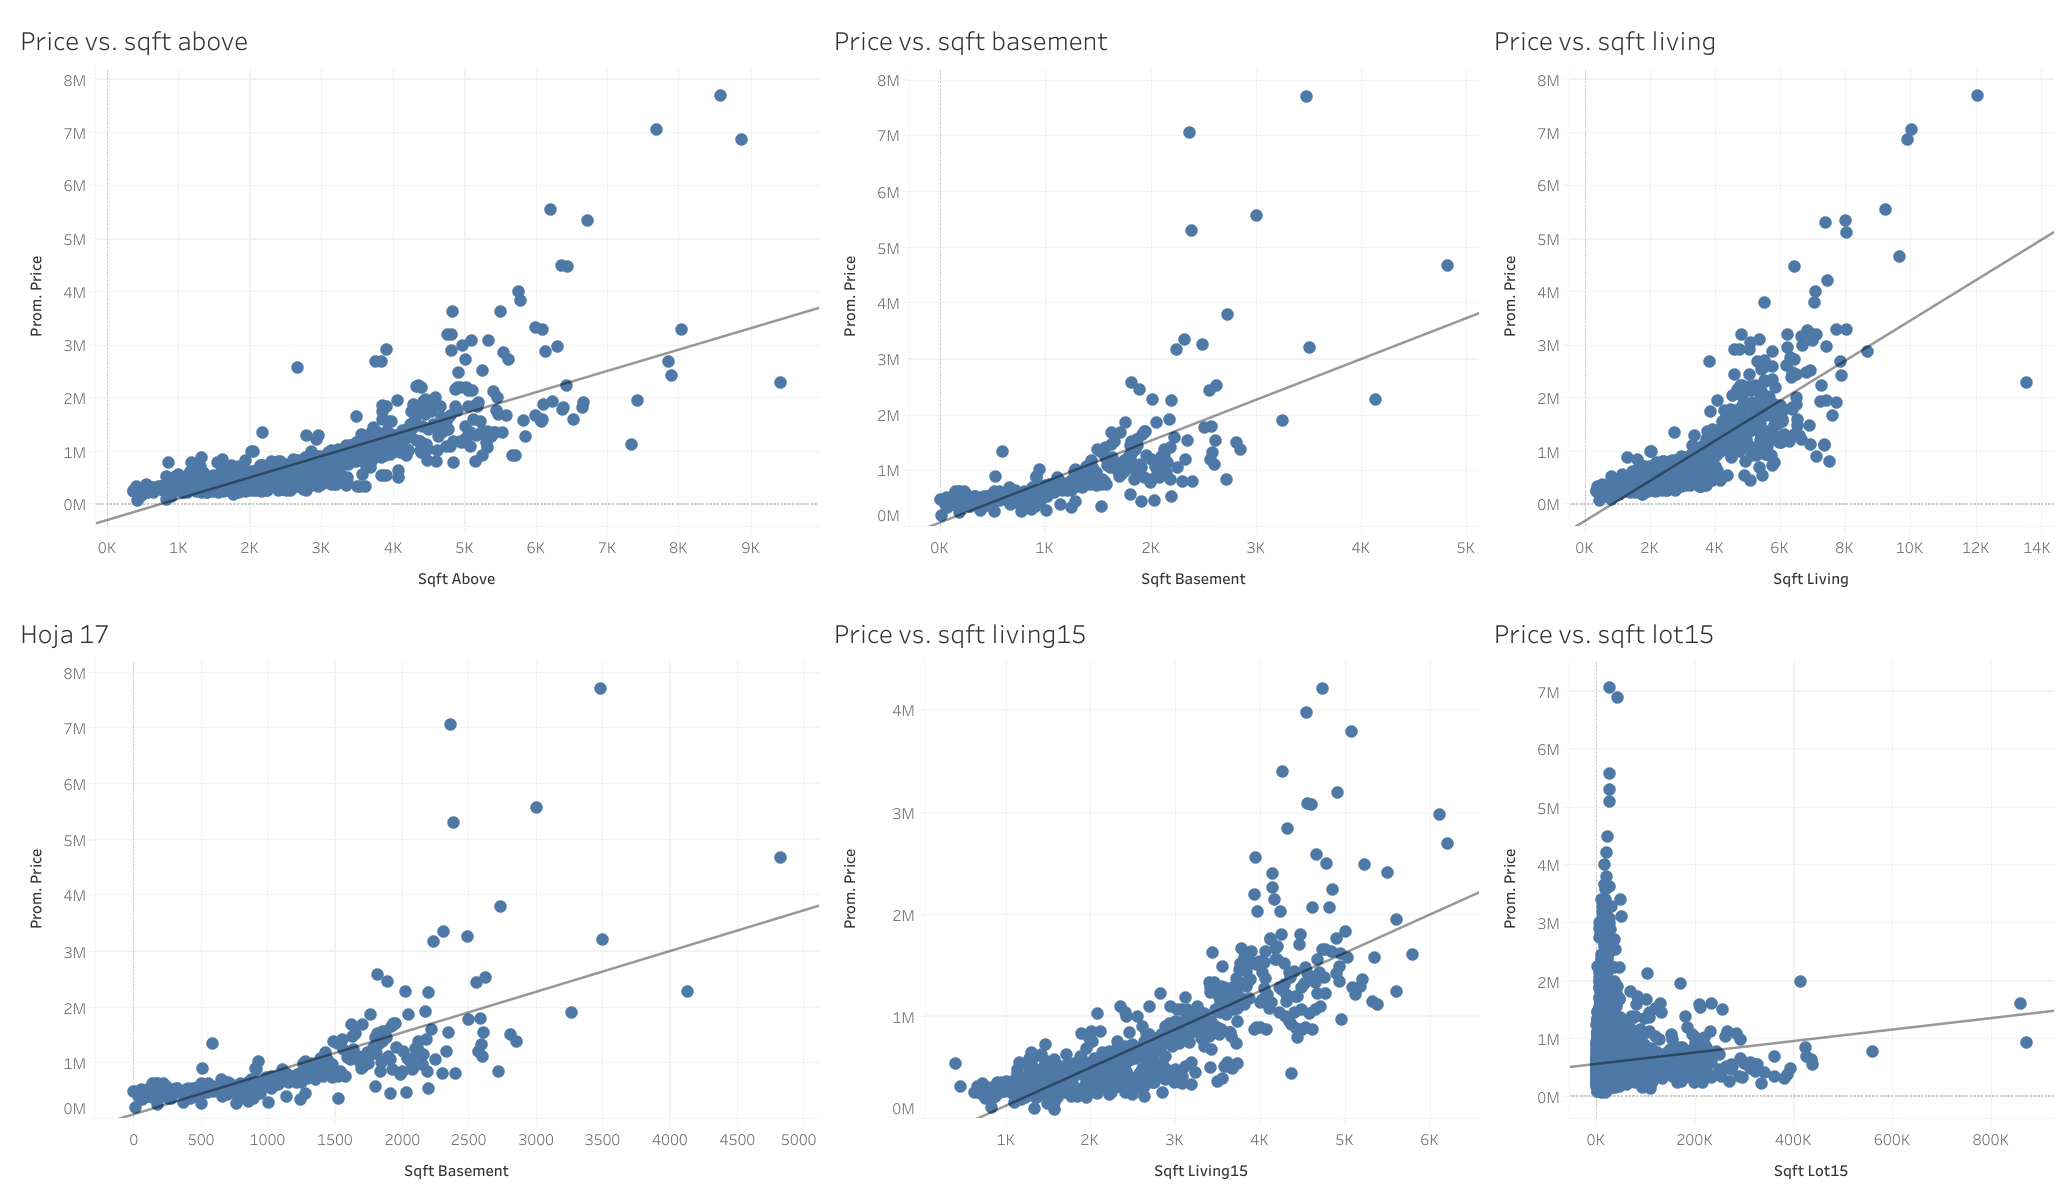 Price vs. sqft above
8M
7M
6M
5M
4M
3M
2M
1M
0M
Prom. Price
0K 1K 2K 3K 4K 5K 6K 7K 8K 9K
Sqft Above
Price vs. sqft basement
8M
7M
6M
5M
4M
3M
2M
1M
0M
Prom. Price
0K 1K 2K 3K 4K 5K
Sqft Basement
Price vs. sqft living
8M
7M
6M
5M
4M
3M
2M
1M
0M
Prom. Price
0K 2K 4K 6K 8K 10K 12K 14K
Sqft Living
Hoja 17
8M
7M
6M
5M
4M
3M
2M
1M
0M
Prom. Price
0 500 1000 1500 2000 2500 3000 3500 4000 4500 5000
Sqft Basement
Price vs. sqft living15
4M
3M
2M
1M
0M
Prom. Price
1K 2K 3K 4K 5K 6K
Sqft Living15
Price vs. sqft lot15
7M
6M
5M
4M
3M
2M
1M
0M
Prom. Price
0K 200K 400K 600K 800K
Sqft Lot15